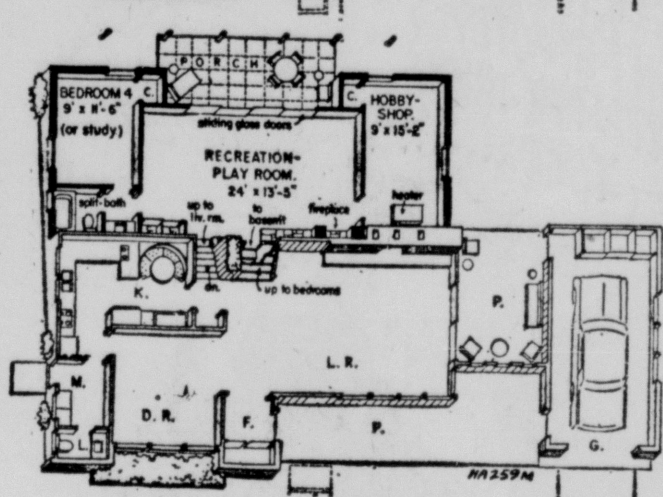 PORCH
BEDROOM 4
9' x 11'-6"
(or study)
C.
C.
HOBBY-
SHOP.
9' x 15'-2"
sliding glass doors
RECREATION-
PLAY ROOM.
24' x 13'-5"
heater
split-bath
up to
liv. rm.
to
basem't
fireplace
dn.
up to bedrooms
K.
P.
L. R.
M.
D. R.
F.
P.
L.
G.
HA259M